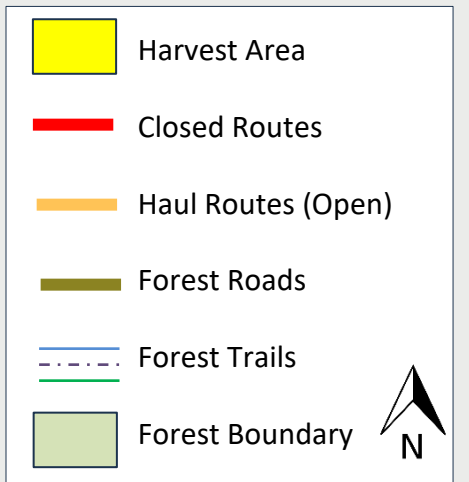 Harvest Area
Closed Routes
Haul Routes (Open)
Forest Roads
Forest Trails
Forest Boundary
N